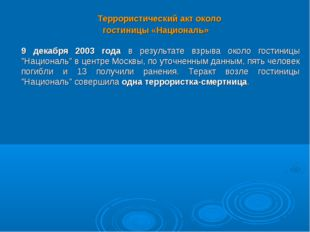 Террористический акт около
гостиницы «Националь»
9 декабря 2003 года в результате взрыва около гостиницы
"Националь" в центре Москвы, по уточненным данным, пять человек
погибли и 13 получили ранения. Теракт возле гостиницы
"Националь" совершила одна террористка-смертница.